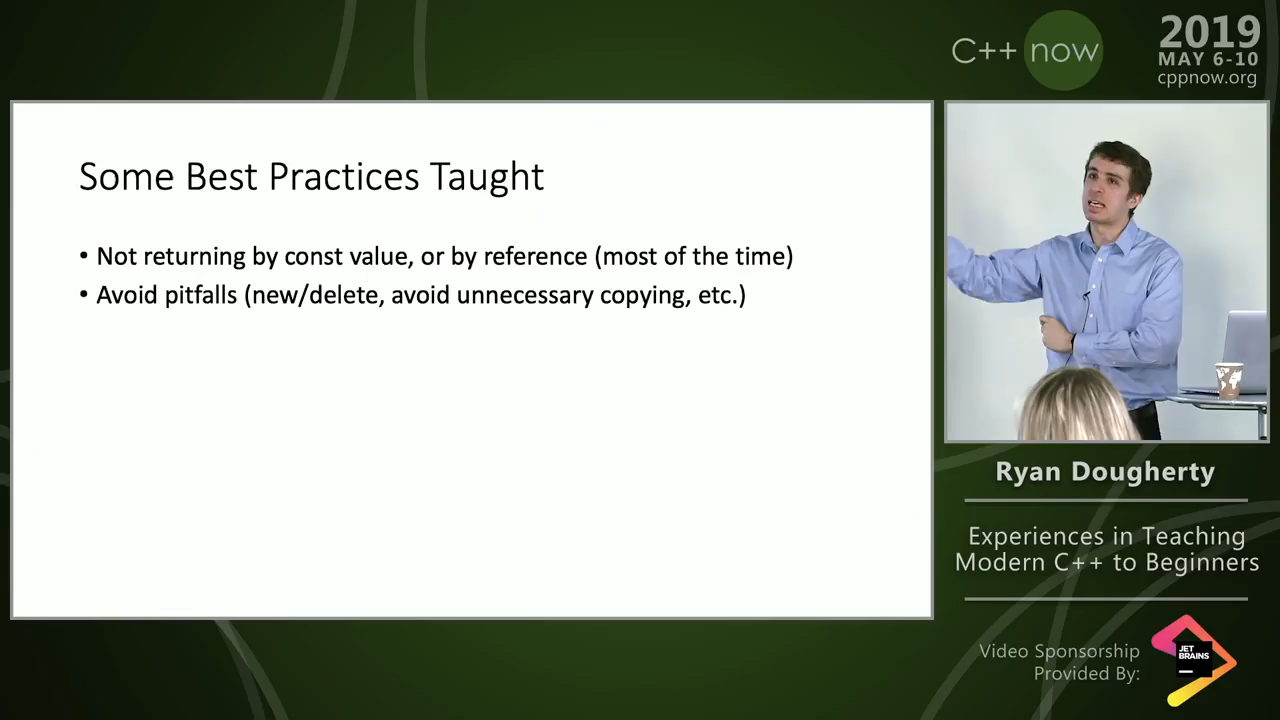 C++ now
2019
MAY 6-10
cppnow.org
Some Best Practices Taught
• Not returning by const value, or by reference (most of the time)
• Avoid pitfalls (new/delete, avoid unnecessary copying, etc.)
Ryan Dougherty
Experiences in Teaching
Modern C++ to Beginners
Video Sponsorship
Provided By:
JET
BRAINS